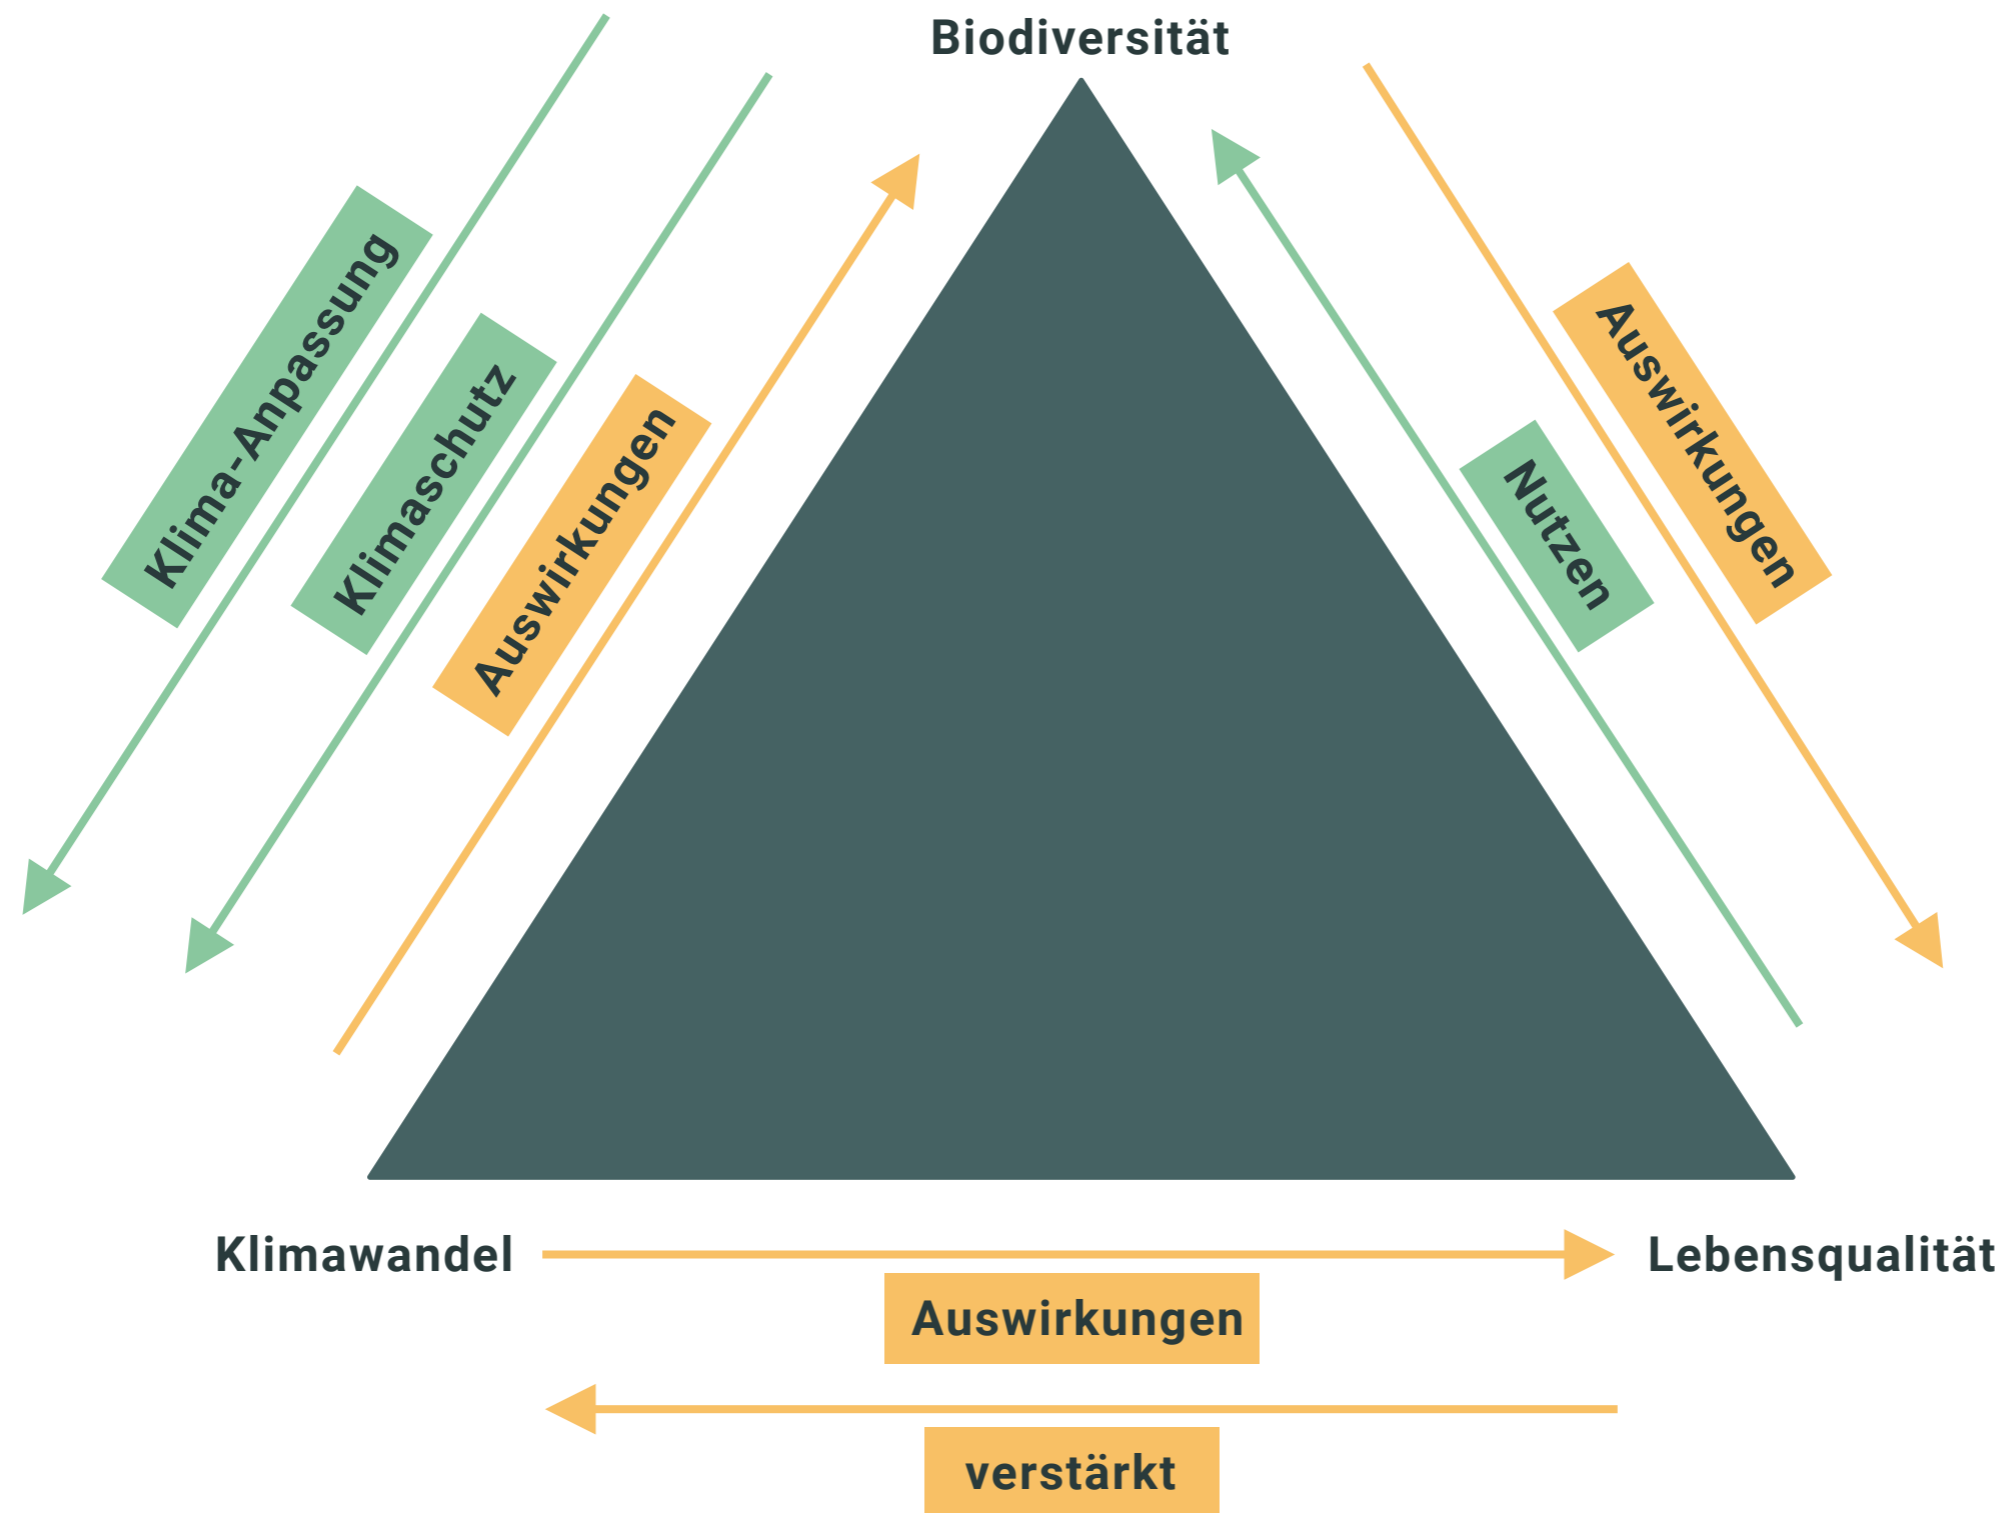 Biodiversität
Klima-Anpassung
Klimaschutz
Auswirkungen
Auswirkungen
Nutzen
Klimawandel
Lebensqualität
Auswirkungen
verstärkt